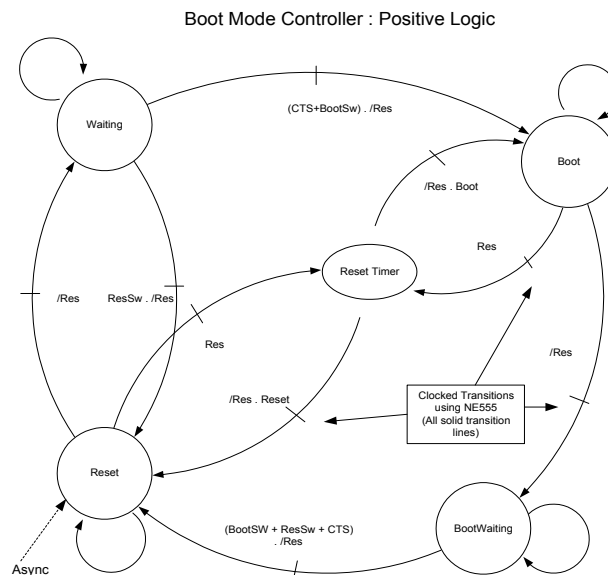 Boot Mode Controller : Positive Logic
Waiting
(CTS+BootSw) . /Res
Boot
/Res . Boot
Res
Reset Timer
/Res
ResSw . /Res
Res
/Res
/Res . Reset
Clocked Transitions
using NE555
(All solid transition
lines)
Reset
(BootSW + ResSw + CTS)
. /Res
BootWaiting
Async